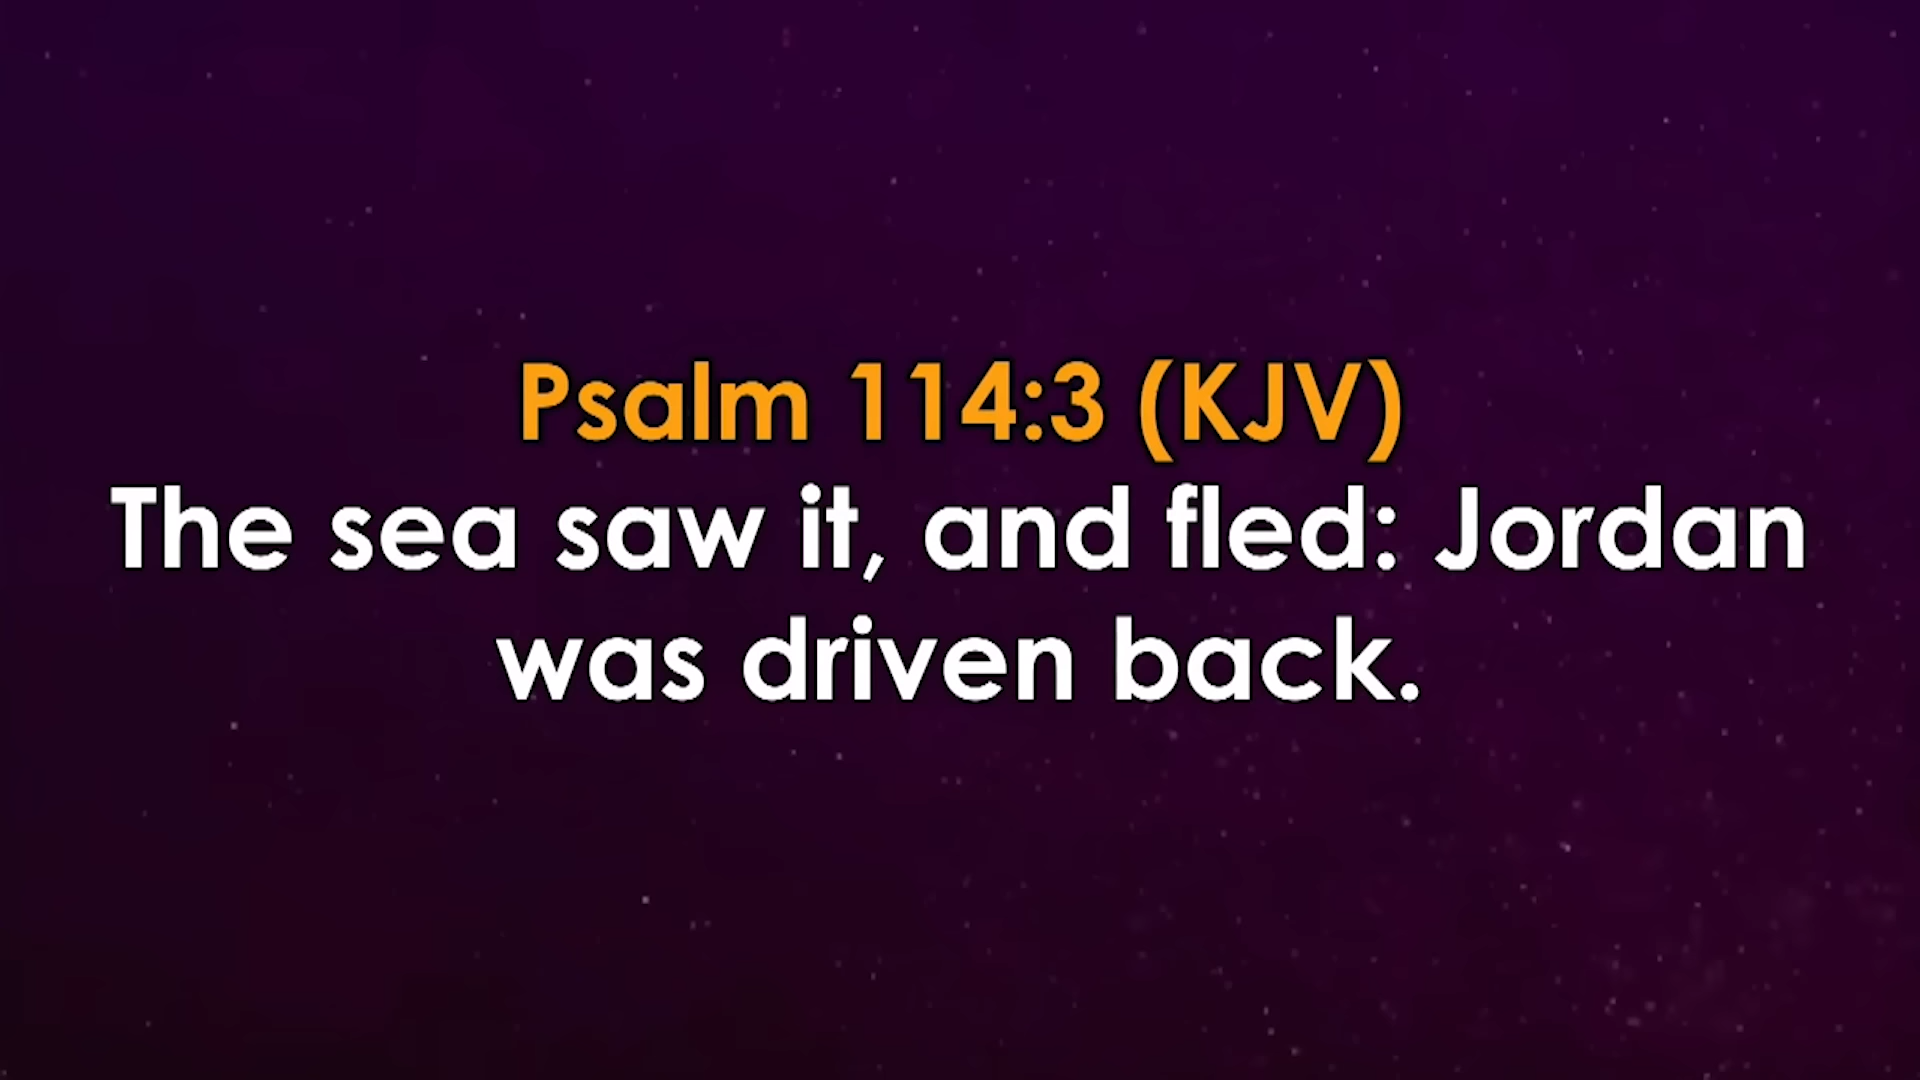 Psalm 114:3 (KJV)
The sea saw it, and fled: Jordan
was driven back.